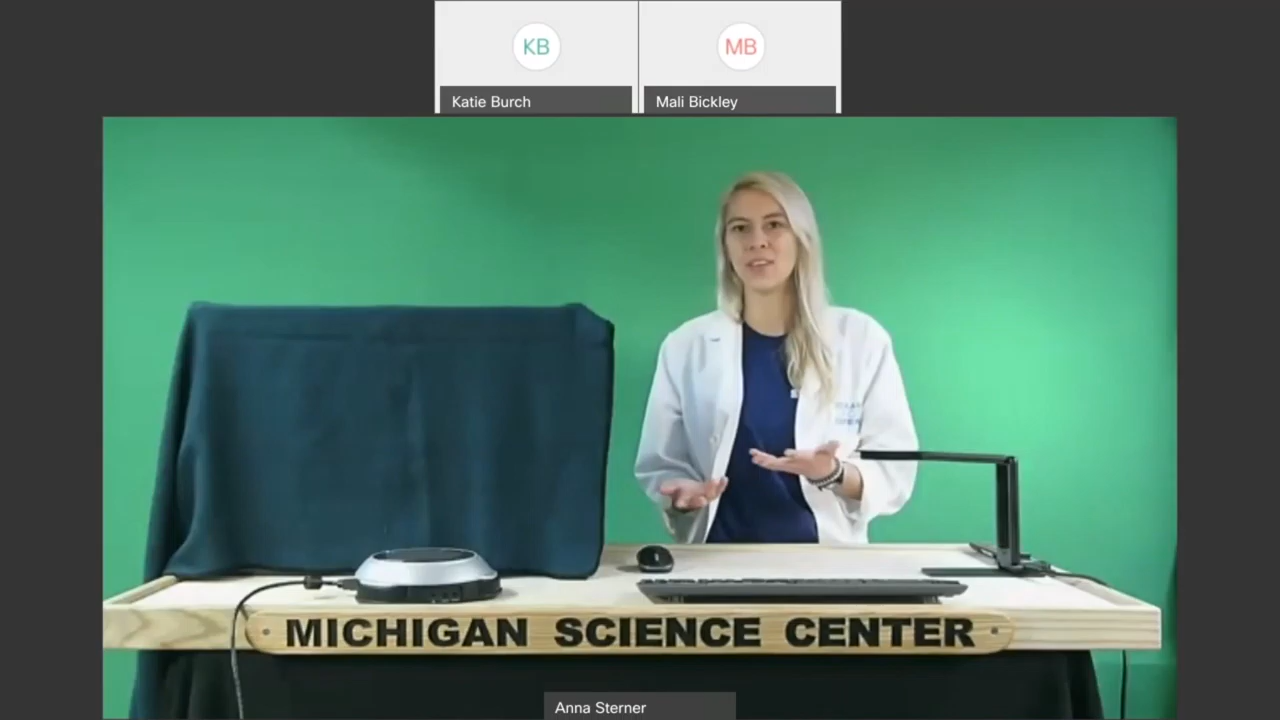 KB
MB
Katie Burch
Mali Bickley
MICHIGAN SCIENCE CENTER
Anna Sterner